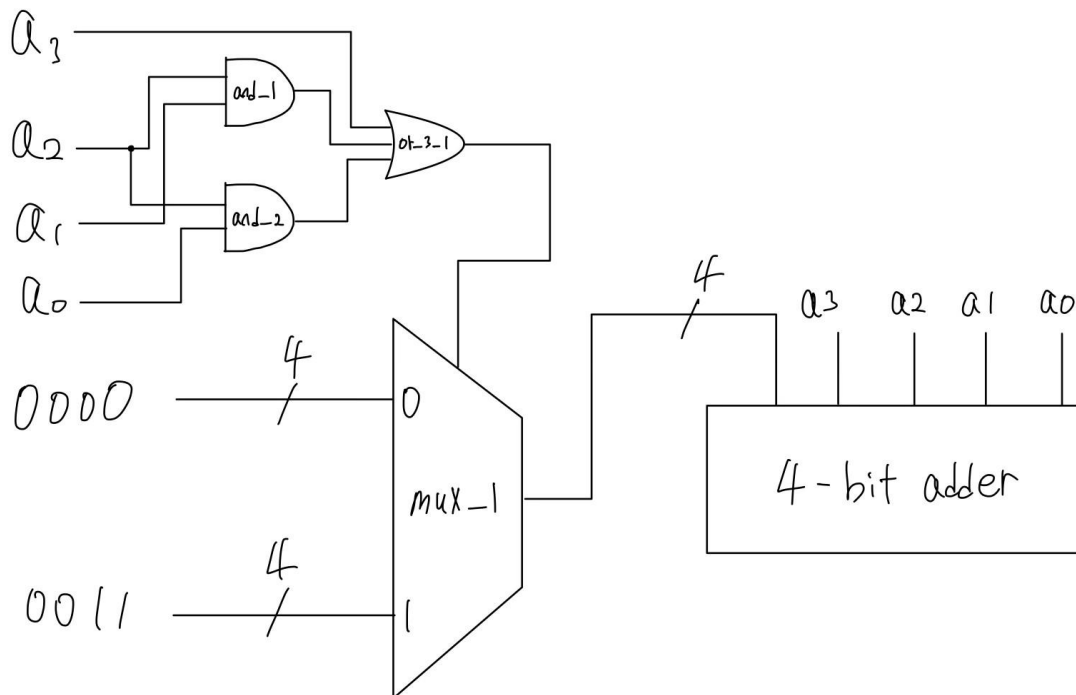 a3
and_1
or_3_1
a2
and_2
a1
a0
4
4
a3 a2 a1 a0
0000
0
mux_1
4-bit adder
4
0011
1